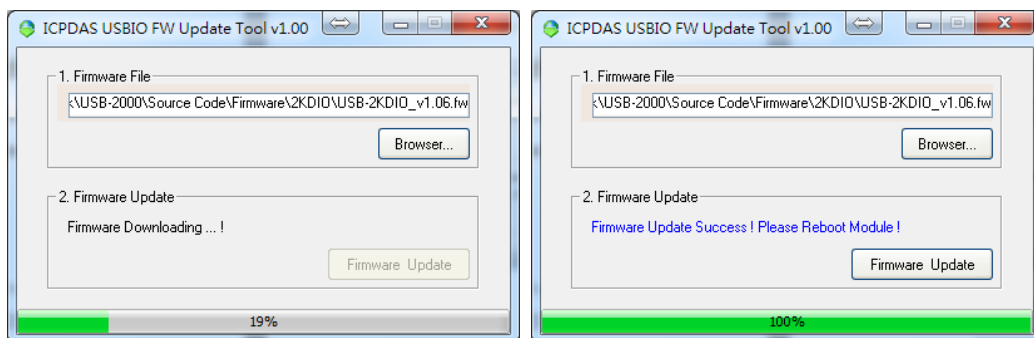 ICPDAS USBIO FW Update Tool v1.00
1. Firmware File
\USB-2000\Source Code\Firmware\2KDIO\USB-2KDIO_v1.06.fw
Browser...
2. Firmware Update
Firmware Downloading ... !
Firmware Update
19%
ICPDAS USBIO FW Update Tool v1.00
1. Firmware File
\USB-2000\Source Code\Firmware\2KDIO\USB-2KDIO_v1.06.fw
Browser...
2. Firmware Update
Firmware Update Success ! Please Reboot Module !
Firmware Update
100%